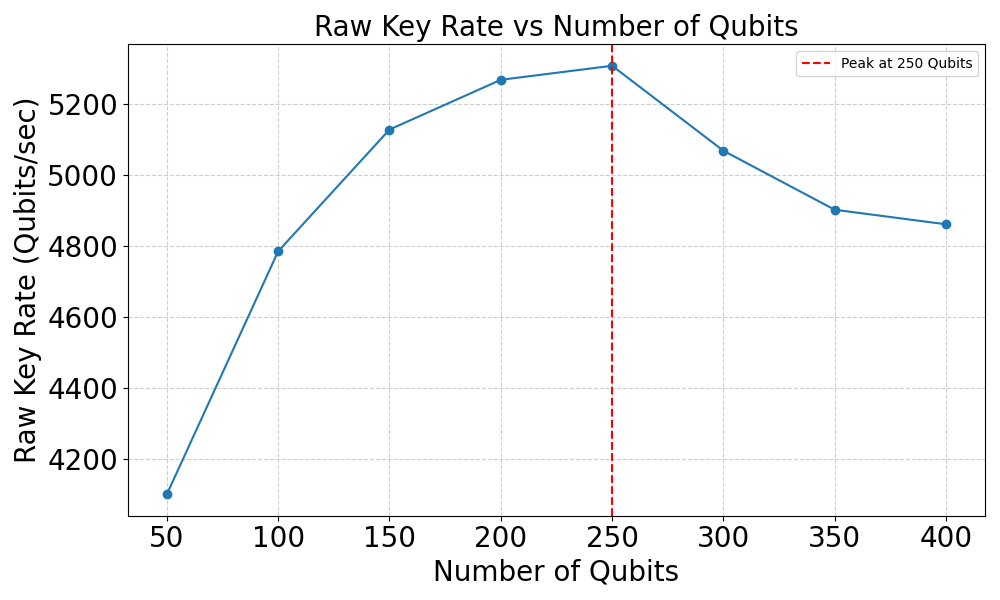 Raw Key Rate vs Number of Qubits
Peak at 250 Qubits
Raw Key Rate (Qubits/sec)
5200
5000
4800
4600
4400
4200
50 100 150 200 250 300 350 400
Number of Qubits